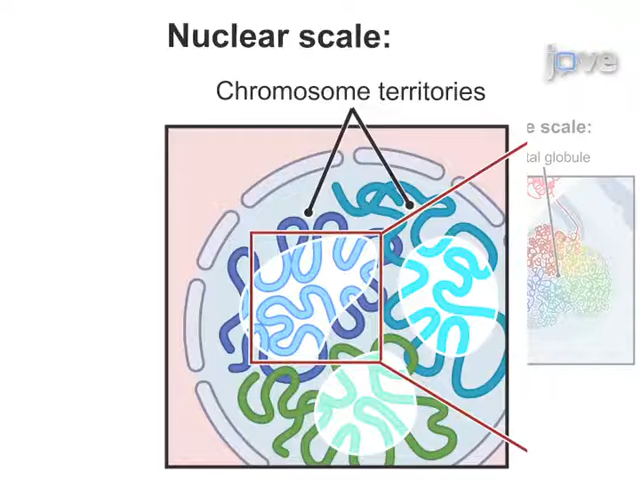 Nuclear scale:
jove
Chromosome territories
e scale:
tal globule